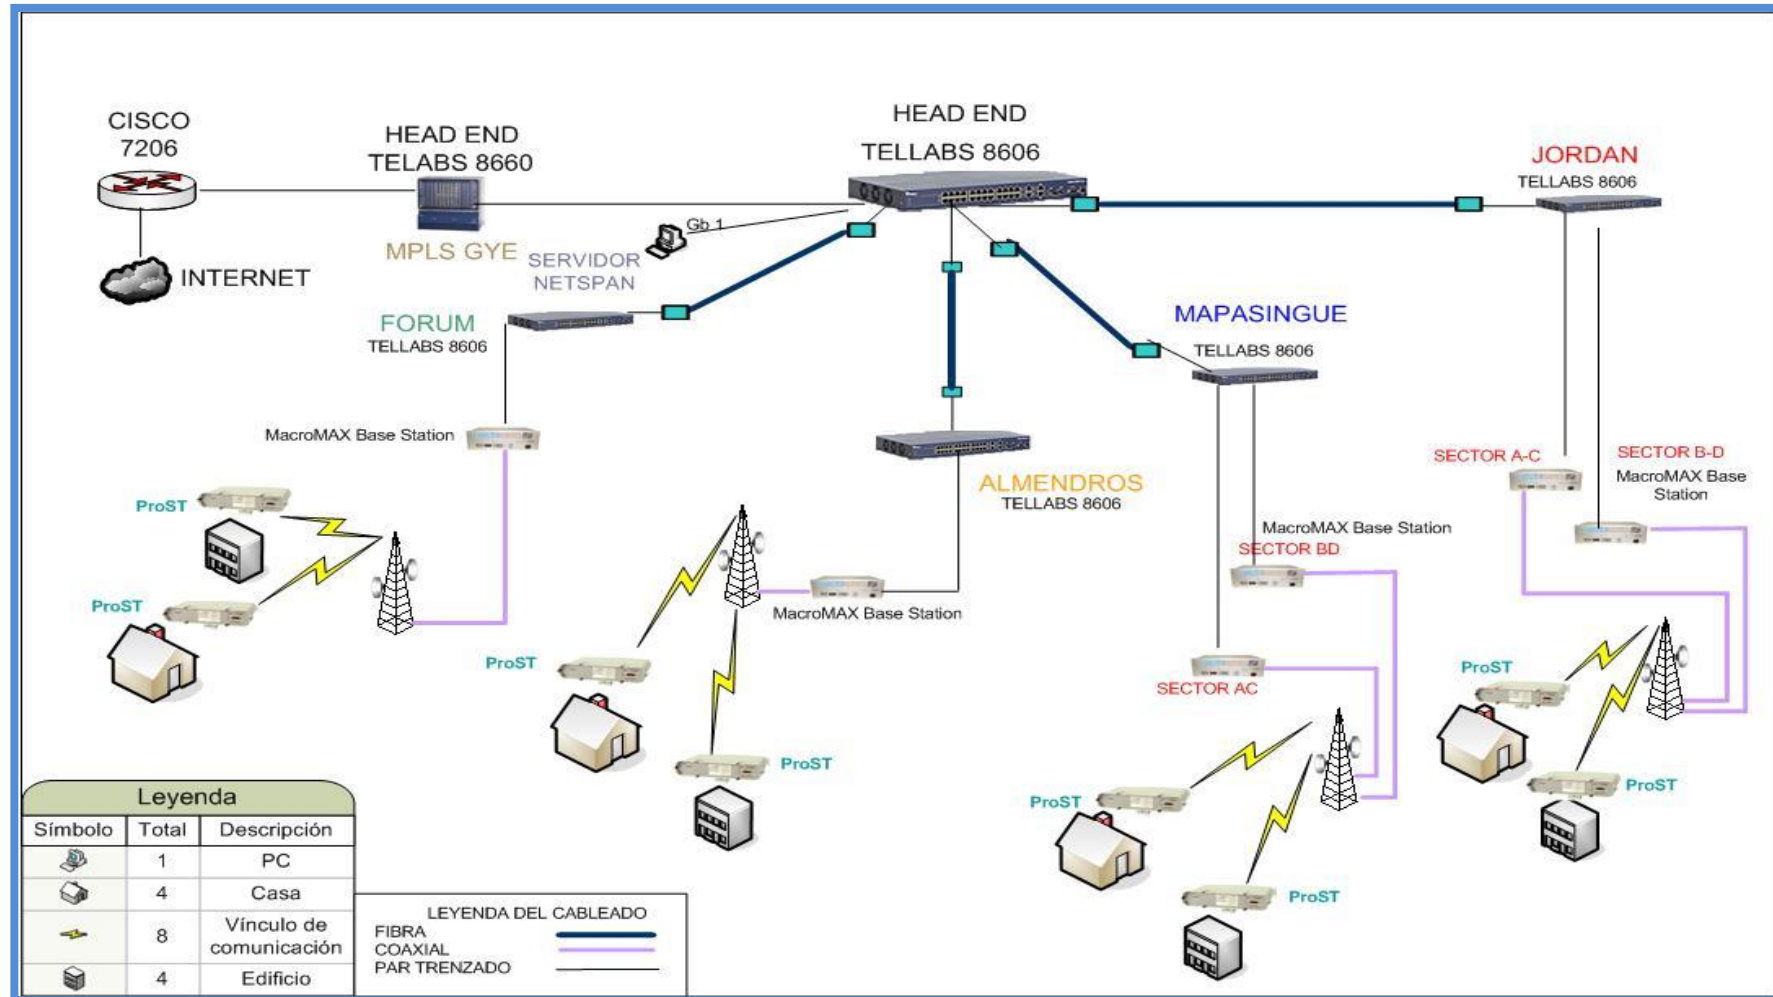 CISCO
7206
HEAD END
TELABS 8660
HEAD END
TELLABS 8606
JORDAN
TELLABS 8606
Gb 1
MPLS GYE
SERVIDOR
NETSPAN
INTERNET
FORUM
TELLABS 8606
MAPASINGUE
TELLABS 8606
MacroMAX Base Station
ALMENDROS
TELLABS 8606
SECTOR A-C
SECTOR B-D
MacroMAX Base
Station
MacroMAX Base Station
SECTOR BD
ProST
ProST
MacroMAX Base Station
ProST
SECTOR AC
ProST
ProST
ProST
ProST
ProST
Leyenda
Símbolo Total Descripción
1 PC
4 Casa
8 Vínculo de
comunicación
4 Edificio
LEYENDA DEL CABLEADO
FIBRA
COAXIAL
PAR TRENZADO